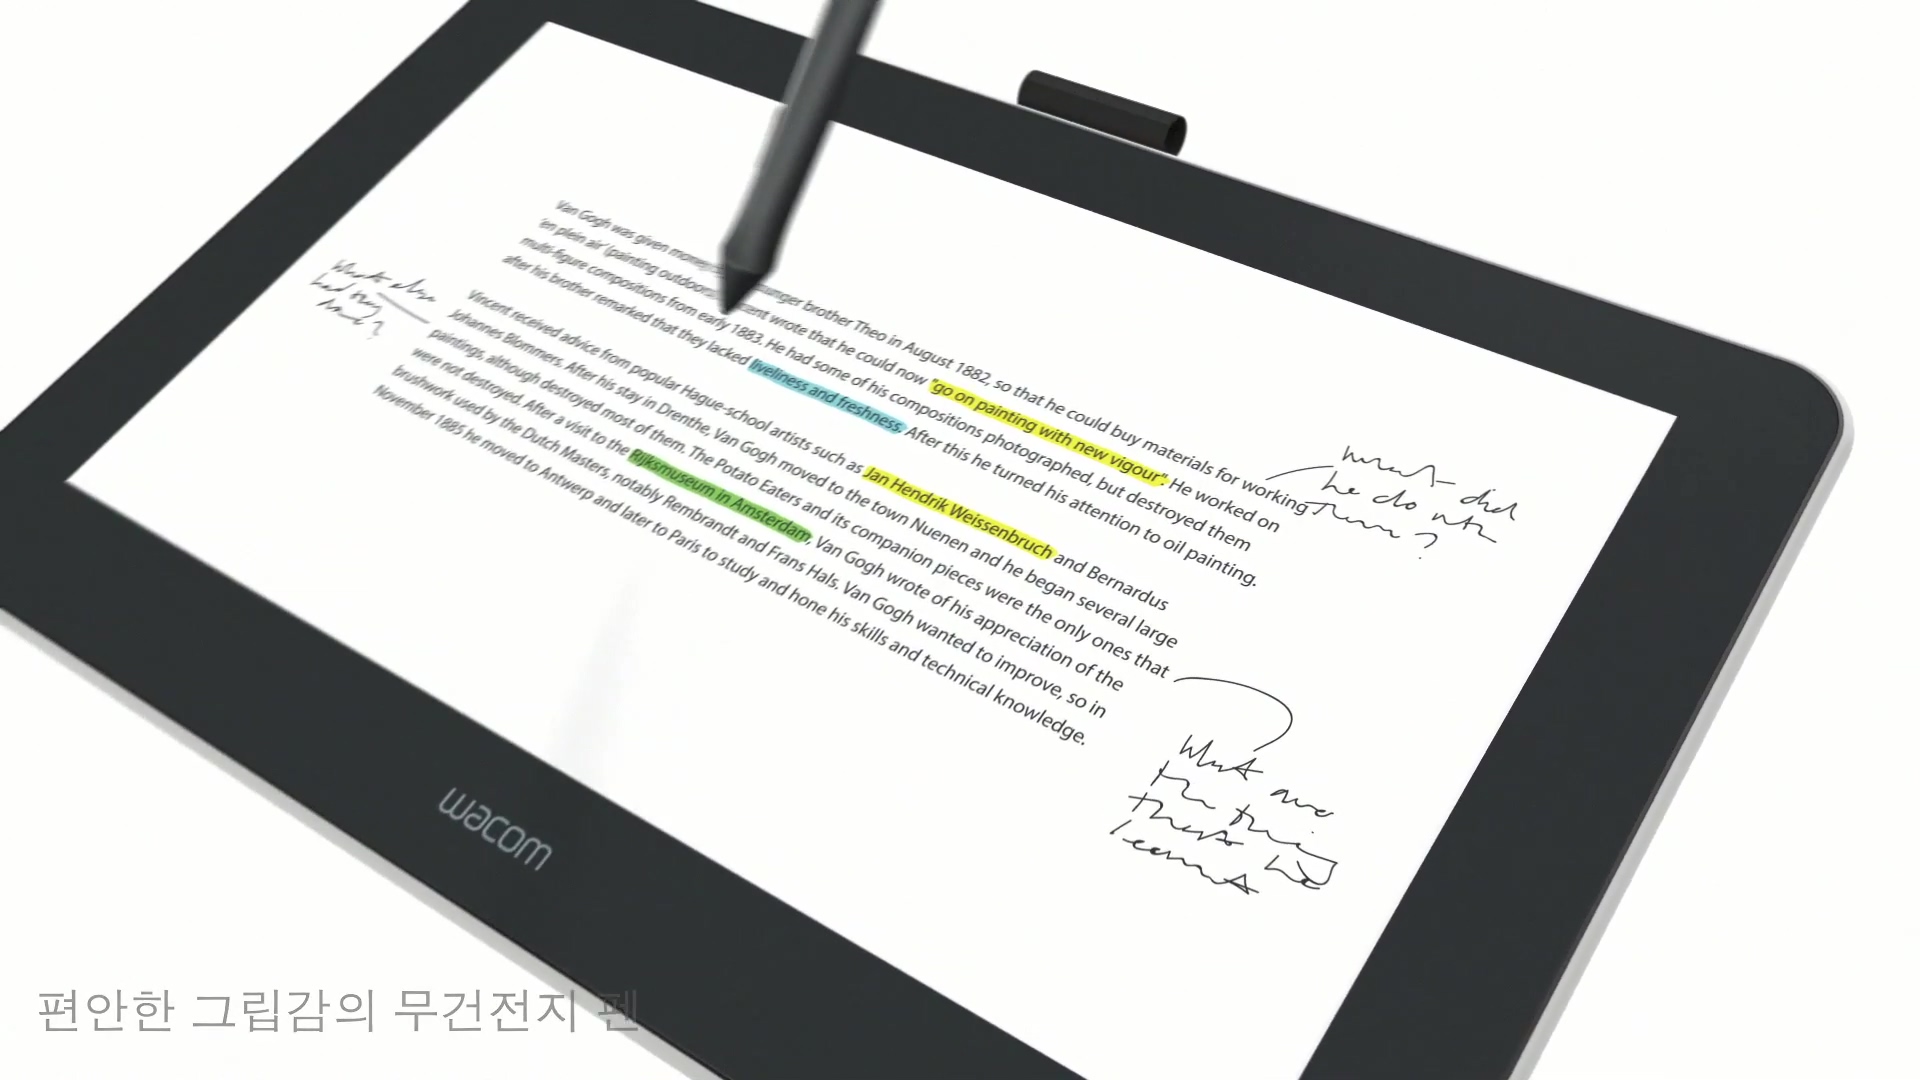 Van Gogh was given money brother Theo in August 1882, so that he could buy materials for working
'en plein air' (painting outdoors wrote that he could now "go on painting with new vigour". He worked on
multi-figure compositions from early 1883. He had some of his compositions photographed, but destroyed them
after his brother remarked that they lacked liveliness and freshness. After this he turned his attention to oil painting.
Vincent received advice from popular Hague-school artists such as Jan Hendrik Weissenbruch and Bernardus
Johannes Blommers. After his stay in Drenthe, Van Gogh moved to the town Nuenen and he began several large
paintings, although destroyed most of them. The Potato Eaters and its companion pieces were the only ones that
were not destroyed. After a visit to the Rijksmuseum in Amsterdam, Van Gogh wrote of his appreciation of the
brushwork used by the Dutch Masters, notably Rembrandt and Frans Hals. Van Gogh wanted to improve, so in
November 1885 he moved to Antwerp and later to Paris to study and hone his skills and technical knowledge.
What else
had they
what did
he do with
them?
What are
the
that he
learnt
wacom
편안한 그립감의 무건전지 펜